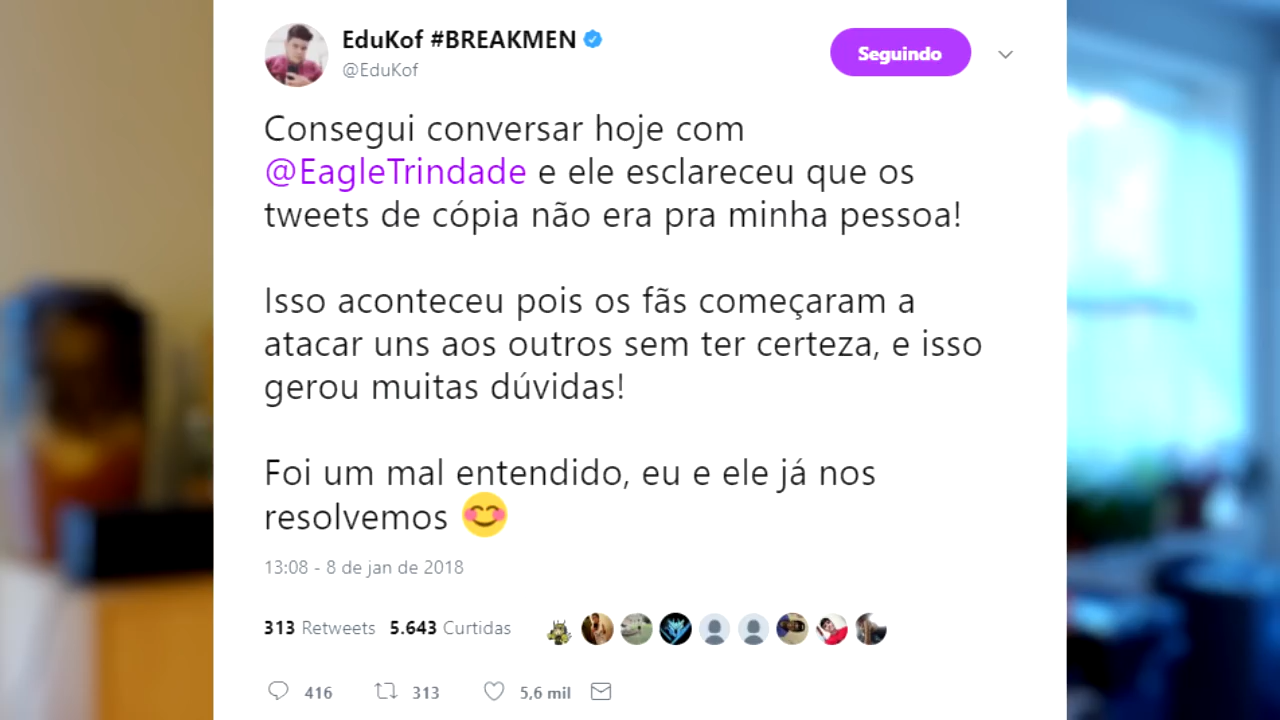 EduKof #BREAKMEN
@EduKof
Seguindo
Consegui conversar hoje com
@EagleTrindade e ele esclareceu que os
tweets de cópia não era pra minha pessoa!
Isso aconteceu pois os fãs começaram a
atacar uns aos outros sem ter certeza, e isso
gerou muitas dúvidas!
Foi um mal entendido, eu e ele já nos
resolvemos 😊
13:08 - 8 de jan de 2018
313 Retweets 5.643 Curtidas
416 313 5,6 mil